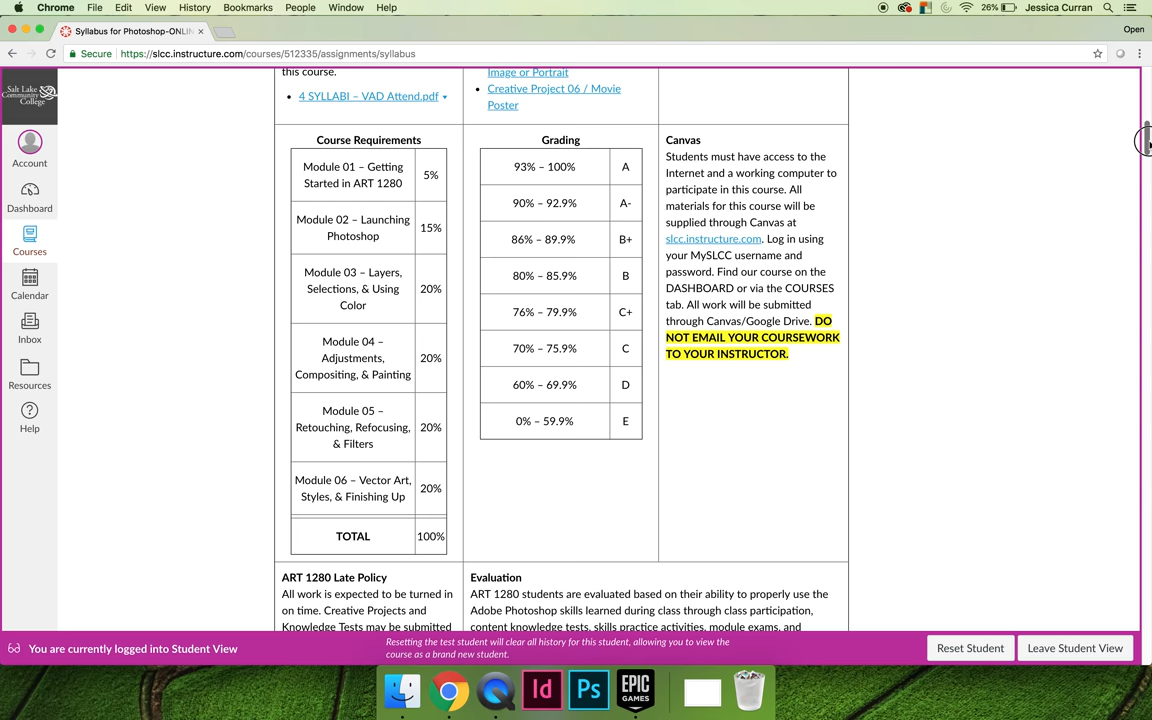 Chrome File Edit View History Bookmarks People Window Help 26% Jessica Curran
Syllabus for Photoshop-ONLIN Open
Secure https://slcc.instructure.com/courses/512335/assignments/syllabus
Salt Lake
Community
College
Account
Dashboard
Courses
Calendar
Inbox
Resources
Help
this course.
4 SYLLABI – VAD Attend.pdf
Image or Portrait
Creative Project 06 / Movie
Poster
Course Requirements
Module 01 – Getting
Started in ART 1280 5%
Module 02 – Launching
Photoshop 15%
Module 03 – Layers,
Selections, & Using
Color 20%
Module 04 –
Adjustments,
Compositing, & Painting 20%
Module 05 –
Retouching, Refocusing,
& Filters 20%
Module 06 – Vector Art,
Styles, & Finishing Up 20%
TOTAL 100%
Grading
93% – 100% A
90% – 92.9% A-
86% – 89.9% B+
80% – 85.9% B
76% – 79.9% C+
70% – 75.9% C
60% – 69.9% D
0% – 59.9% E
Canvas
Students must have access to the
Internet and a working computer to
participate in this course. All
materials for this course will be
supplied through Canvas at
slcc.instructure.com. Log in using
your MySLCC username and
password. Find our course on the
DASHBOARD or via the COURSES
tab. All work will be submitted
through Canvas/Google Drive. DO
NOT EMAIL YOUR COURSEWORK
TO YOUR INSTRUCTOR.
ART 1280 Late Policy
All work is expected to be turned in
on time. Creative Projects and
Knowledge Tests may be submitted
Evaluation
ART 1280 students are evaluated based on their ability to properly use the
Adobe Photoshop skills learned during class through class participation,
content knowledge tests, skills practice activities, module exams, and
You are currently logged into Student View
Resetting the test student will clear all history for this student, allowing you to view the
course as a brand new student.
Reset Student
Leave Student View
Id
Ps
EPIC
GAMES